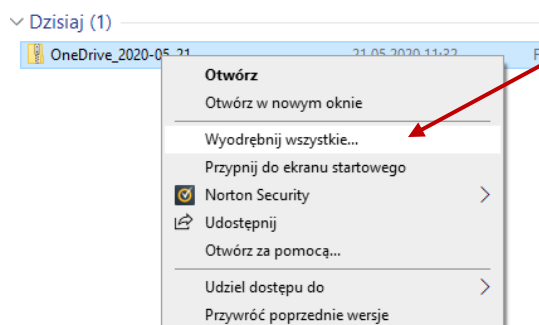 Dzisiaj (1)
OneDrive_2020-05-21 21.05.2020 11:32
Otwórz
Otwórz w nowym oknie
Wyodrębnij wszystkie...
Przypnij do ekranu startowego
Norton Security
Udostępnij
Otwórz za pomocą...
Udziel dostępu do
Przywróć poprzednie wersje